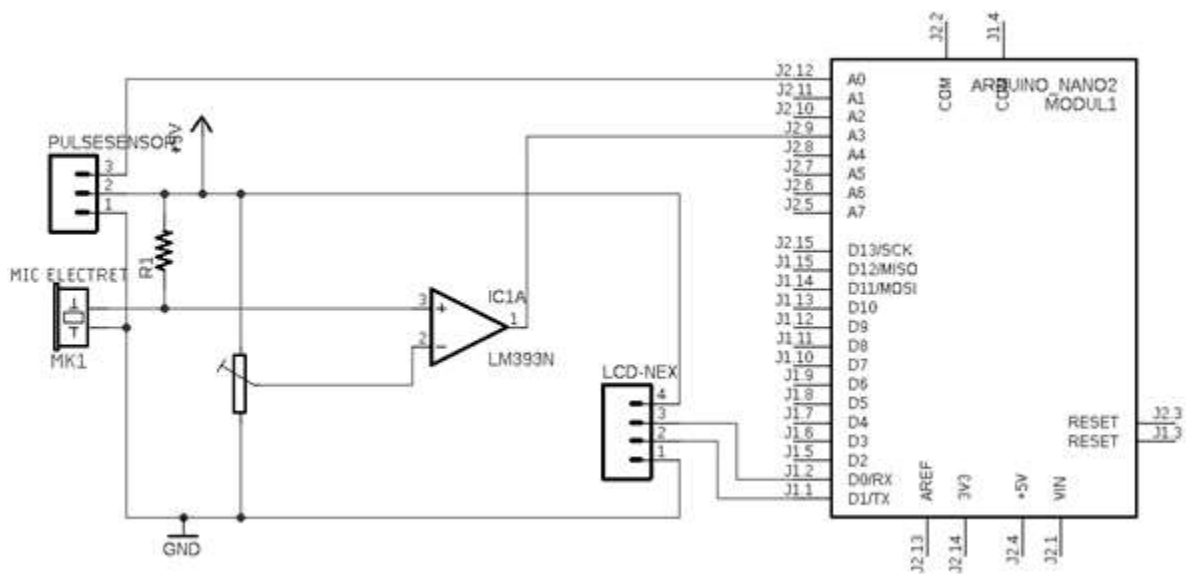 J2.2
J1.4
COM
COM
ARDUINO_NANO2
MODUL1
J2.12
A0
J2.11
A1
J2.10
A2
J2.9
A3
J2.8
A4
J2.7
A5
J2.6
A6
J2.5
A7
J2.15
D13/SCK
J1.15
D12/MISO
J1.14
D11/MOSI
J1.13
D10
J1.12
D9
J1.11
D8
J1.10
D7
J1.9
D6
J1.8
D5
J1.7
D4
J1.6
D3
J1.5
D2
J1.2
D0/RX
J1.1
D1/TX
RESET
J2.3
RESET
J1.3
AREF
3V3
+5V
VIN
J2.13
J2.14
J2.4
J2.1
PULSESENSOR
3
2
1
+5V
R1
MIC ELECTRET
MK1
3
+
2
-
IC1A
1
LM393N
LCD-NEX
4
3
2
1
GND